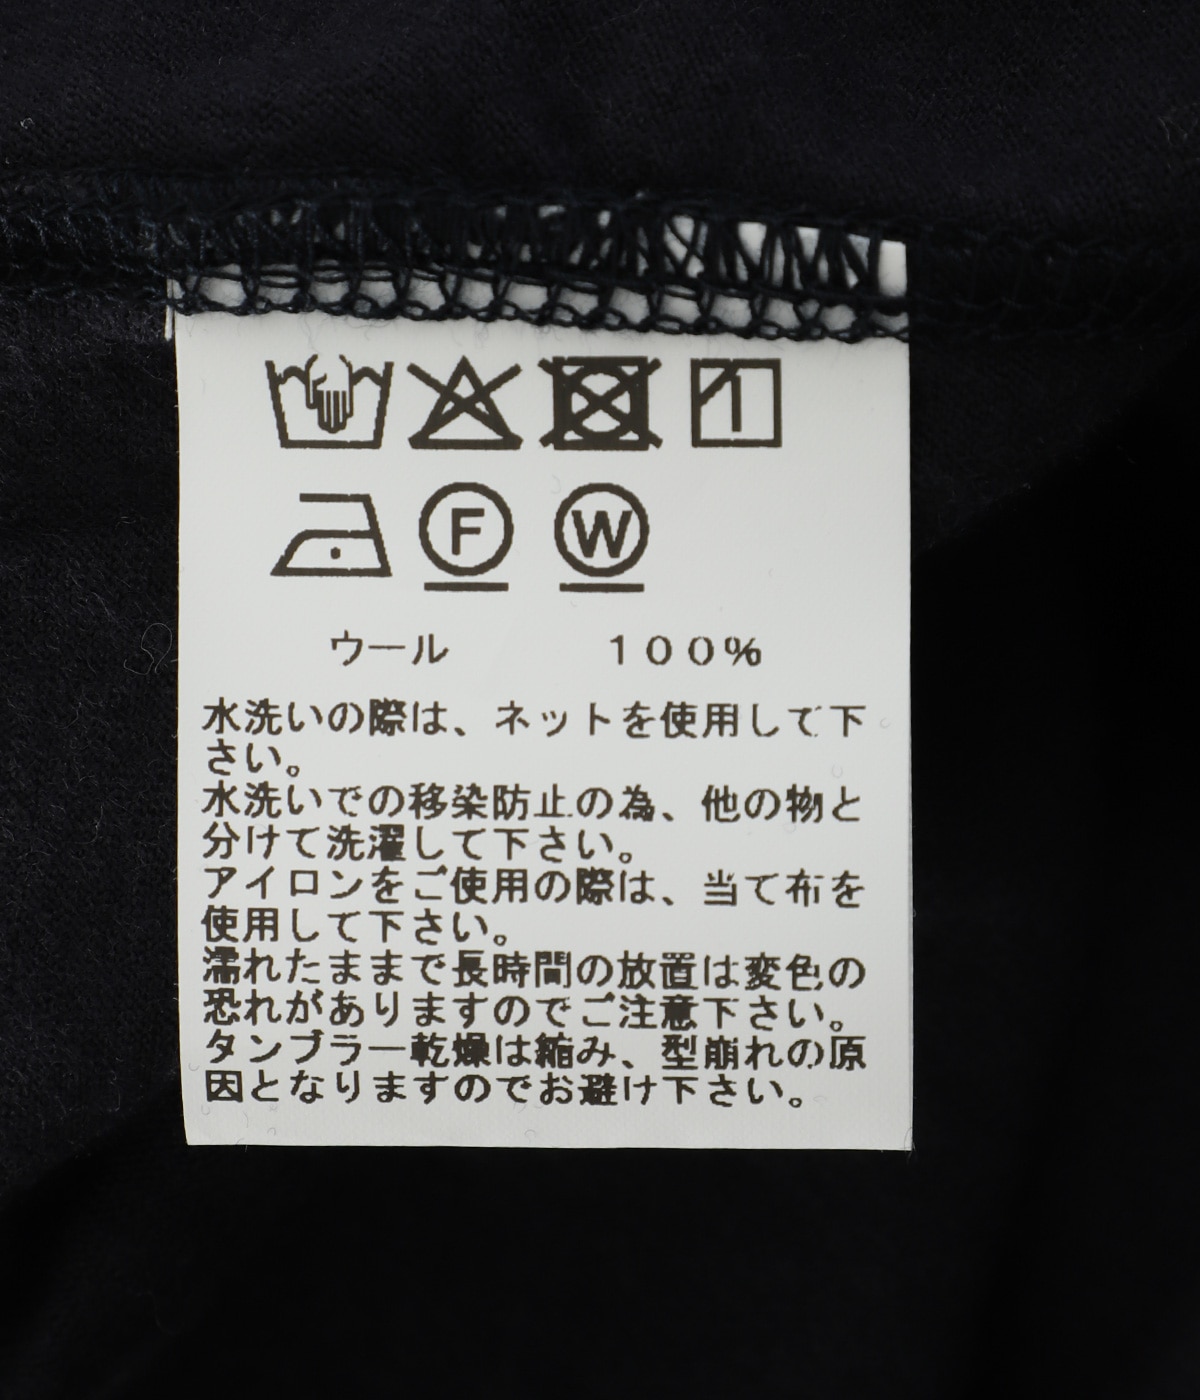 F W
ウール 100%
水洗いの際は、ネットを使用して下
さい。
水洗いでの移染防止の為、他の物と
分けて洗濯して下さい。
アイロンをご使用の際は、当て布を
使用して下さい。
濡れたままで長時間の放置は変色の
恐れがありますのでご注意下さい。
タンブラー乾燥は縮み、型崩れの原
因となりますのでお避け下さい。